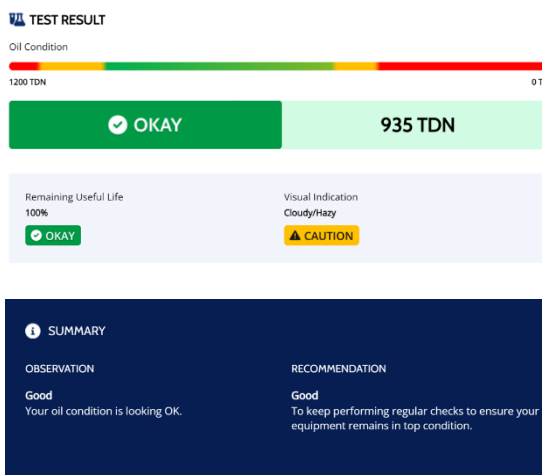 TEST RESULT
Oil Condition
1200 TDN
0 T
OKAY
935 TDN
Remaining Useful Life
100%
OKAY
Visual Indication
Cloudy/Hazy
CAUTION
SUMMARY
OBSERVATION
Good
Your oil condition is looking OK.
RECOMMENDATION
Good
To keep performing regular checks to ensure your
equipment remains in top condition.